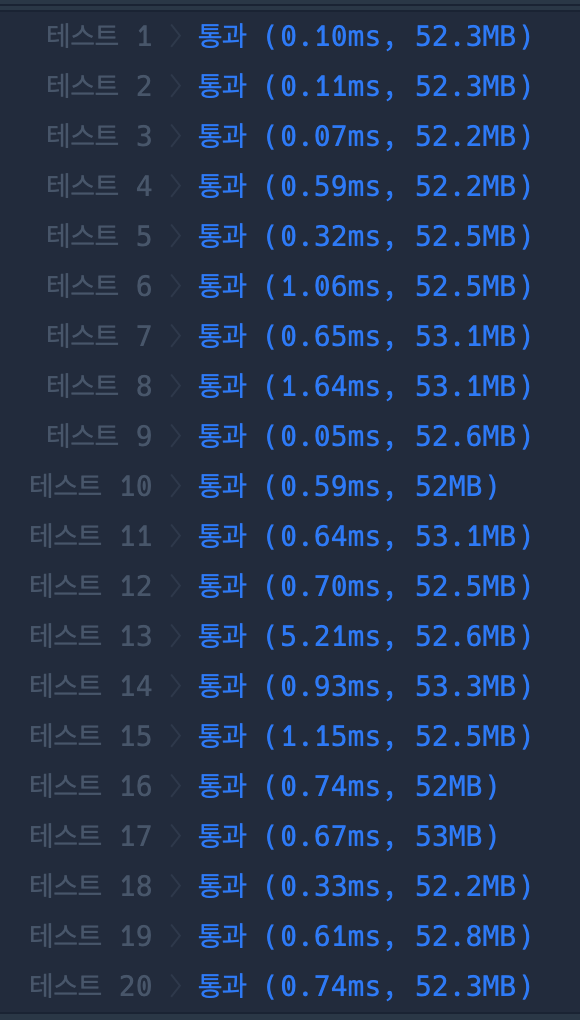 테스트 1 〉 통과 (0.10ms, 52.3MB)
테스트 2 〉 통과 (0.11ms, 52.3MB)
테스트 3 〉 통과 (0.07ms, 52.2MB)
테스트 4 〉 통과 (0.59ms, 52.2MB)
테스트 5 〉 통과 (0.32ms, 52.5MB)
테스트 6 〉 통과 (1.06ms, 52.5MB)
테스트 7 〉 통과 (0.65ms, 53.1MB)
테스트 8 〉 통과 (1.64ms, 53.1MB)
테스트 9 〉 통과 (0.05ms, 52.6MB)
테스트 10 〉 통과 (0.59ms, 52MB)
테스트 11 〉 통과 (0.64ms, 53.1MB)
테스트 12 〉 통과 (0.70ms, 52.5MB)
테스트 13 〉 통과 (5.21ms, 52.6MB)
테스트 14 〉 통과 (0.93ms, 53.3MB)
테스트 15 〉 통과 (1.15ms, 52.5MB)
테스트 16 〉 통과 (0.74ms, 52MB)
테스트 17 〉 통과 (0.67ms, 53MB)
테스트 18 〉 통과 (0.33ms, 52.2MB)
테스트 19 〉 통과 (0.61ms, 52.8MB)
테스트 20 〉 통과 (0.74ms, 52.3MB)